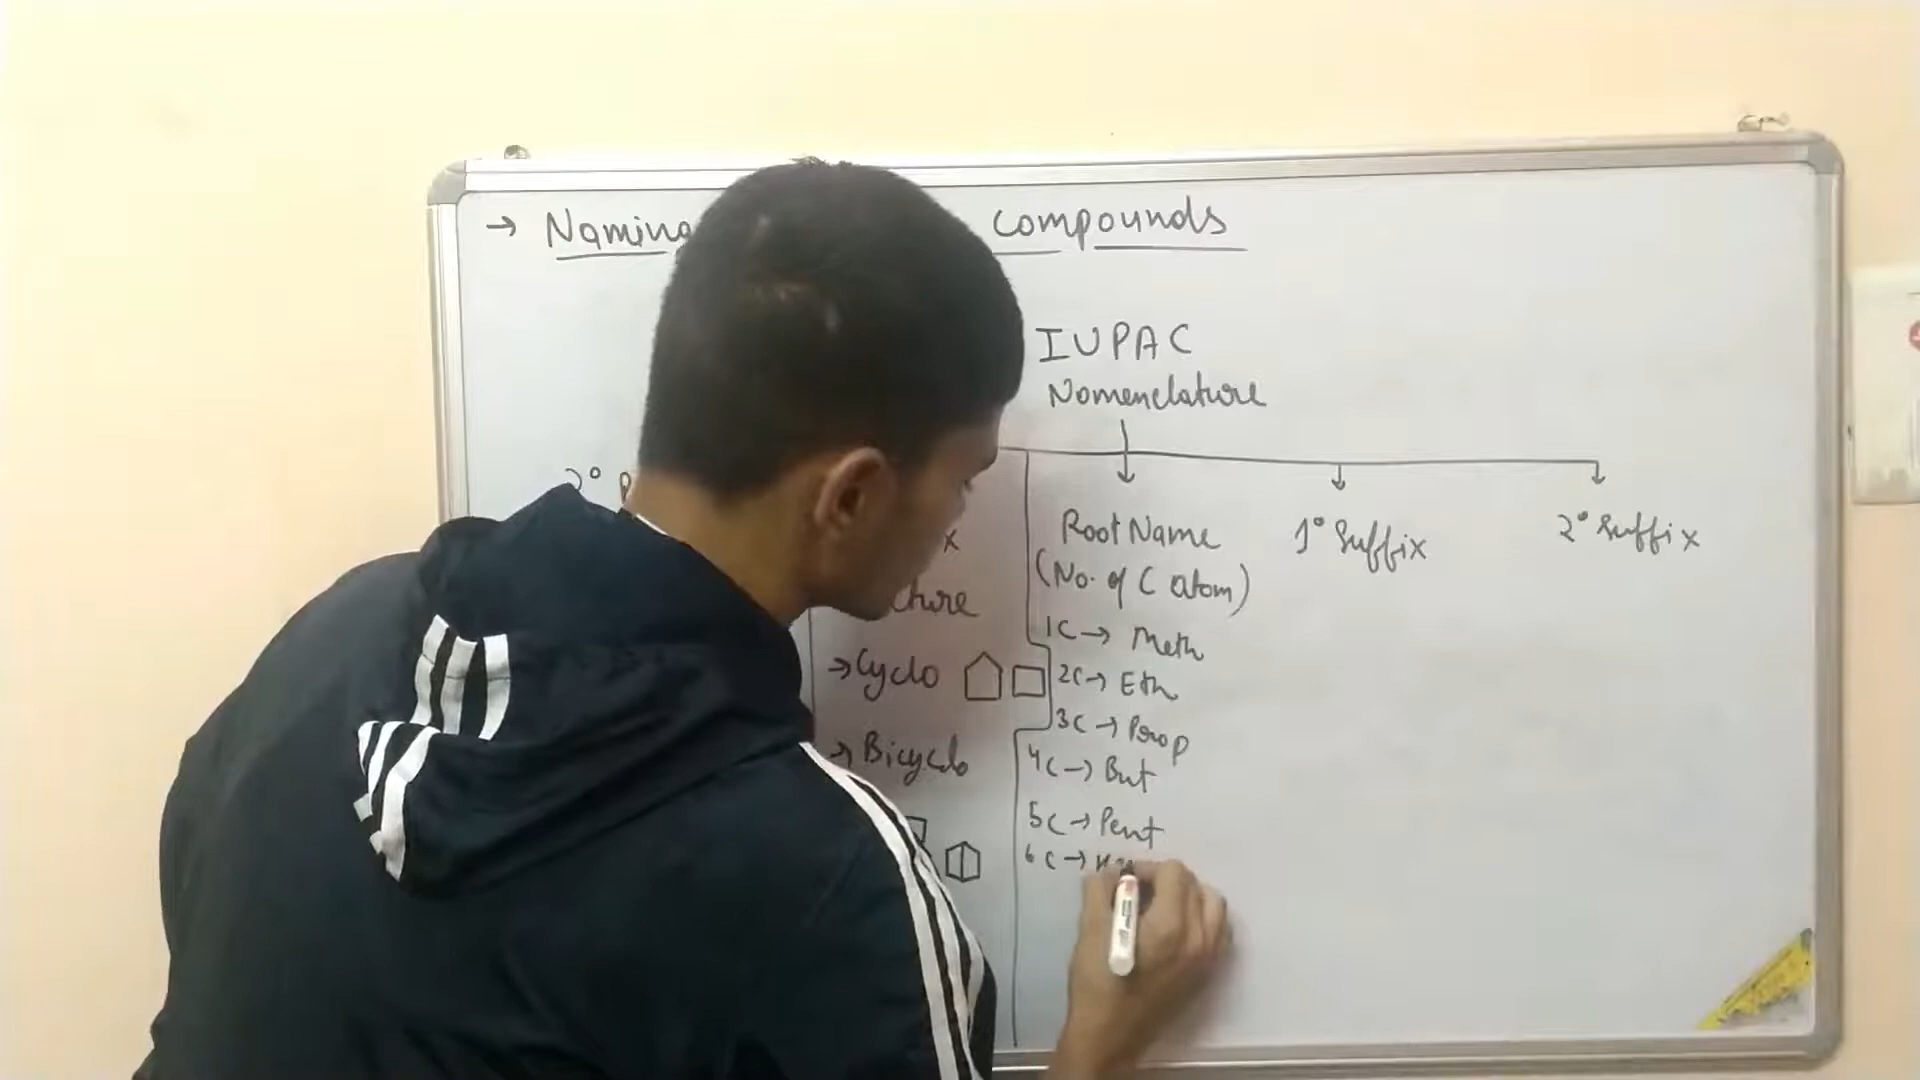 → Naming compounds
IUPAC
Nomenclature
2°
Root Name
(No. of C atom)
1° Suffix
2° Suffix
→ Cyclo
→ Bicyclo
1C → Meth
2C → Eth
3C → Prop
4C → But
5C → Pent
6C →